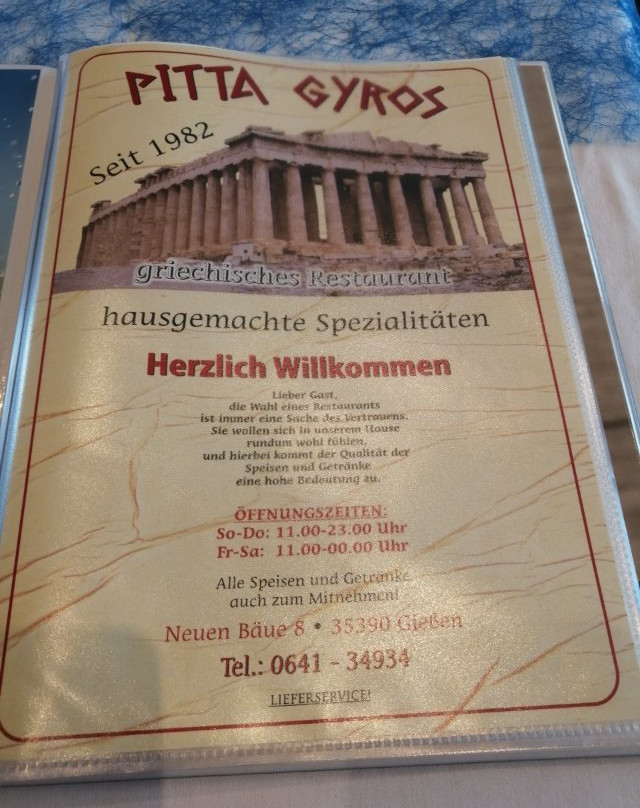 PITTA GYROS
Seit 1982
griechisches Restaurant
hausgemachte Spezialitäten
Herzlich Willkommen
Lieber Gast,
die Wahl eines Restaurants
ist immer eine Sache des Vertrauens.
Sie wollen sich in unserem Hause
rundum wohl fühlen,
und hierbei kommt der Qualität der
Speisen und Getränke
eine hohe Bedeutung zu.
ÖFFNUNGSZEITEN:
So-Do: 11.00-23.00 Uhr
Fr-Sa: 11.00-00.00 Uhr
Alle Speisen und Getränke
auch zum Mitnehmen!
Neuen Bäue 8 • 35390 Gießen
Tel.: 0641 - 34934
LIEFERSERVICE!